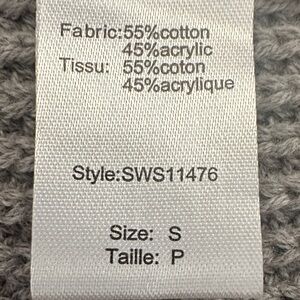 Fabric:55%cotton
45%acrylic
Tissu: 55%coton
45%acrylique
Style:SWS11476
Size: S
Taille: P